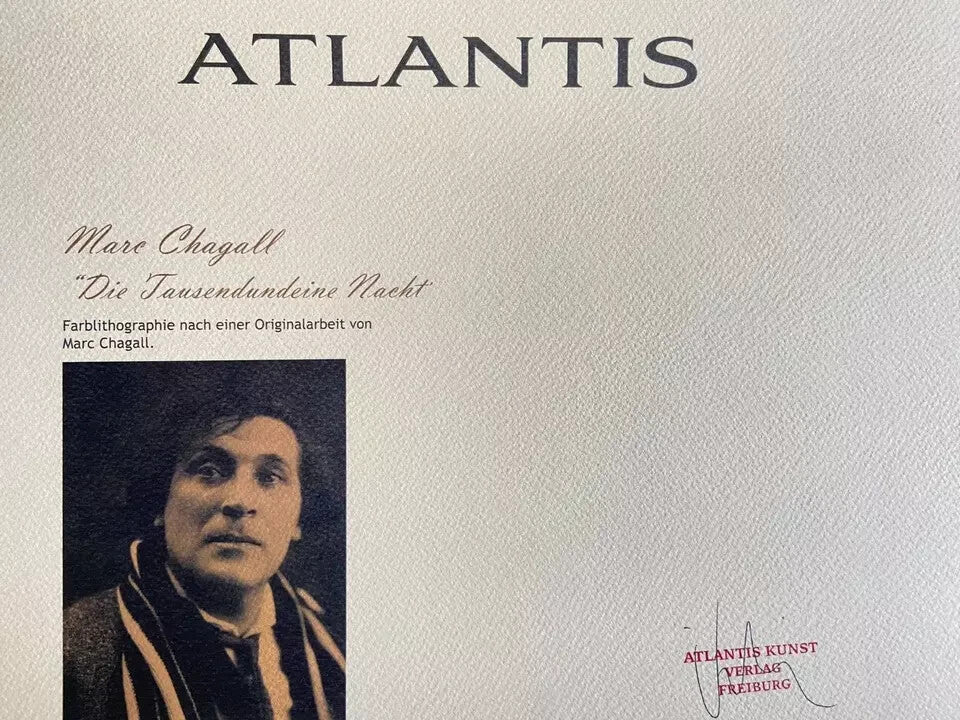 ATLANTIS
Marc Chagall
"Die Tausendundeine Nacht
Farblithographie nach einer Originalarbeit von
Marc Chagall.
ATLANTIS KUNST
VERLAG
FREIBURG